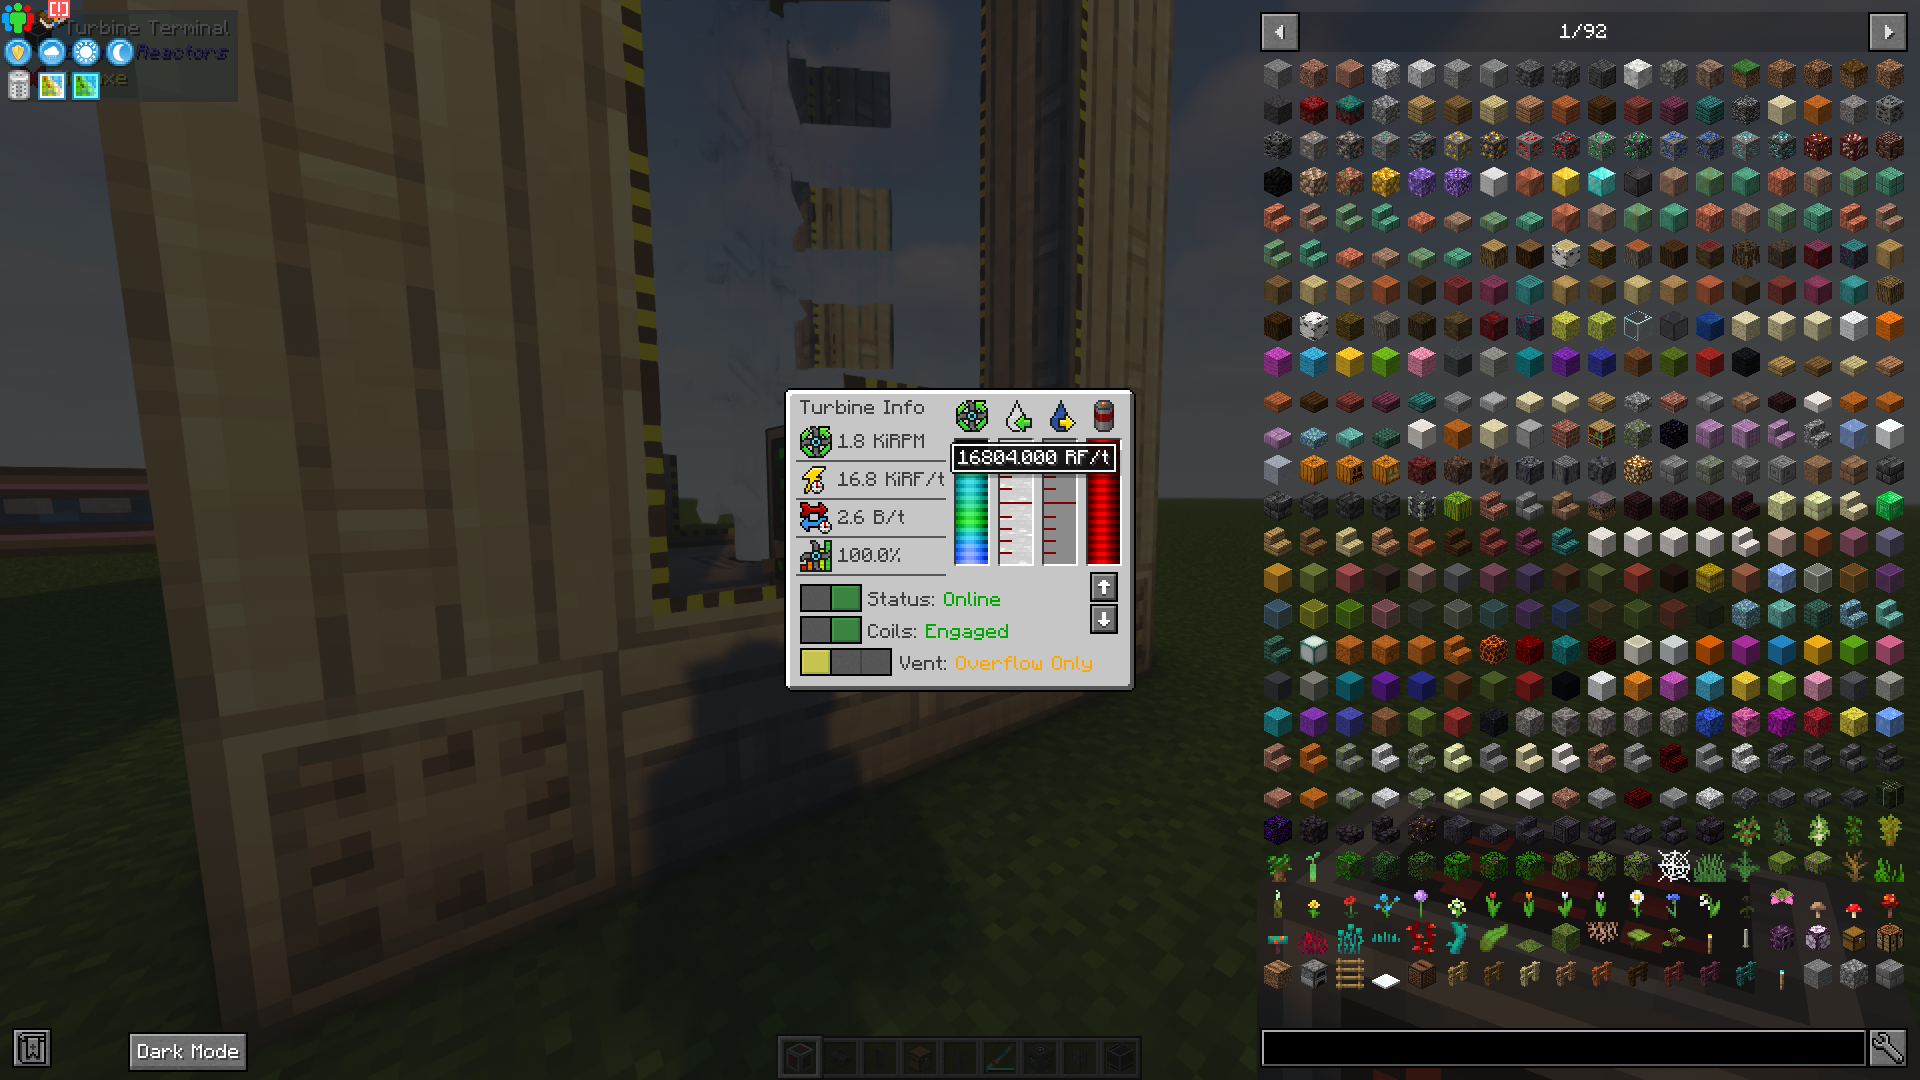 Turbine Terminal
Reactors
1/92
Turbine Info
1.8 KiRPM
16804.000 RF/t
16.8 KiRF/t
2.6 B/t
100.0%
Status: Online
Coils: Engaged
Vent: Overflow Only
Dark Mode